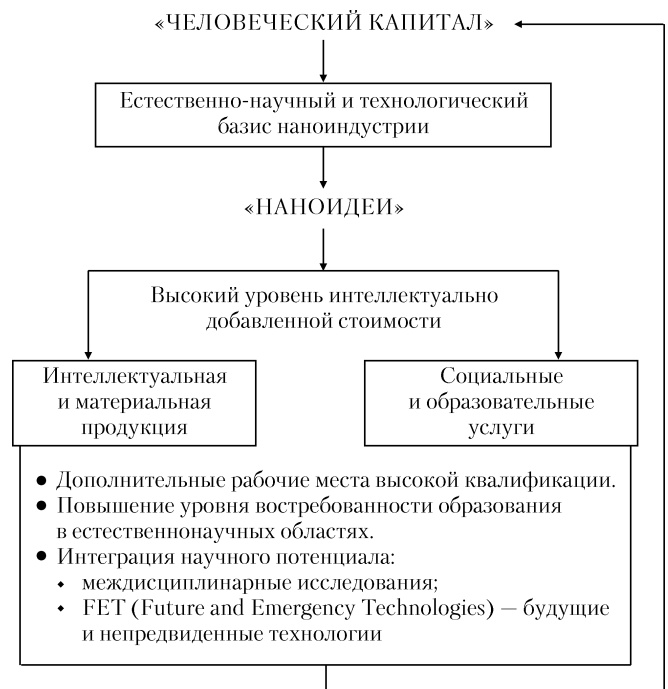 «ЧЕЛОВЕЧЕСКИЙ КАПИТАЛ»
Естественно-научный и технологический
базис наноиндустрии
«НАНОИДЕИ»
Высокий уровень интеллектуально
добавленной стоимости
Интеллектуальная
и материальная
продукция
Социальные
и образовательные
услуги
● Дополнительные рабочие места высокой квалификации.
● Повышение уровня востребованности образования
в естественнонаучных областях.
● Интеграция научного потенциала:
◆ междисциплинарные исследования;
◆ FET (Future and Emergency Technologies) — будущие
и непредвиденные технологии